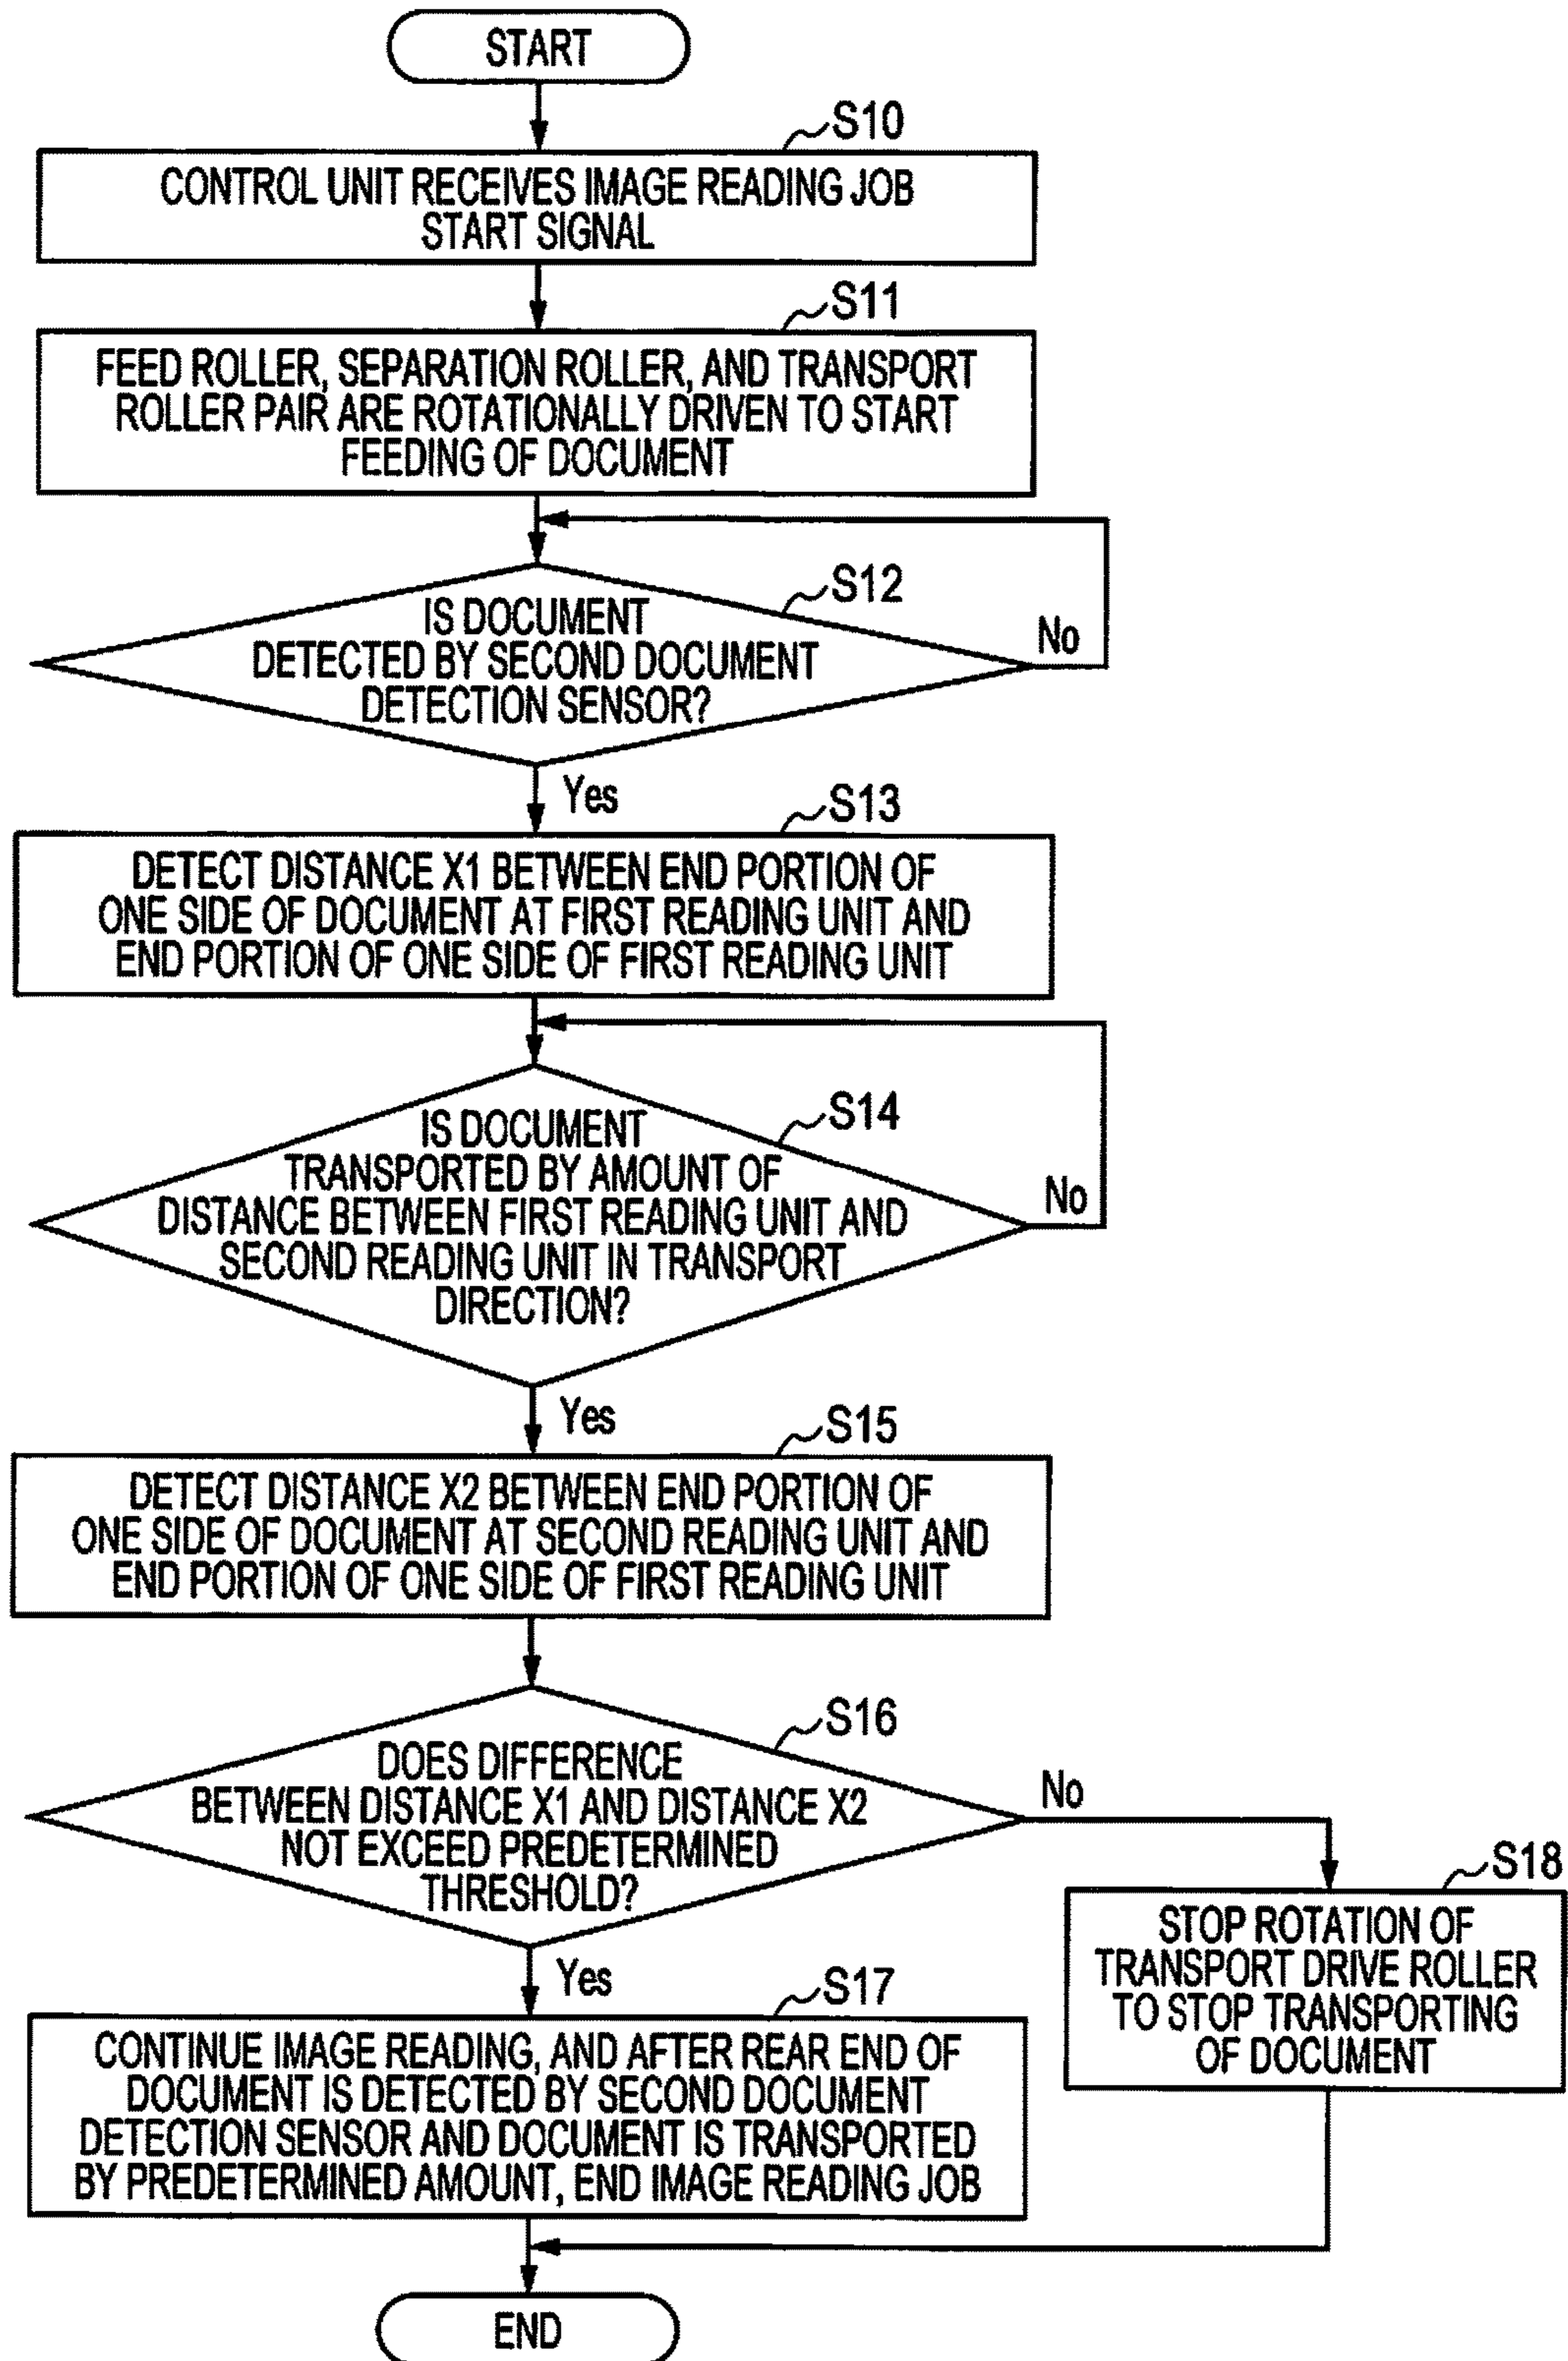 START
S10
CONTROL UNIT RECEIVES IMAGE READING JOB
START SIGNAL
S11
FEED ROLLER, SEPARATION ROLLER, AND TRANSPORT
ROLLER PAIR ARE ROTATIONALLY DRIVEN TO START
FEEDING OF DOCUMENT
S12
IS DOCUMENT
DETECTED BY SECOND DOCUMENT
DETECTION SENSOR?
No
Yes
S13
DETECT DISTANCE X1 BETWEEN END PORTION OF
ONE SIDE OF DOCUMENT AT FIRST READING UNIT AND
END PORTION OF ONE SIDE OF FIRST READING UNIT
S14
IS DOCUMENT
TRANSPORTED BY AMOUNT OF
DISTANCE BETWEEN FIRST READING UNIT AND
SECOND READING UNIT IN TRANSPORT
DIRECTION?
No
Yes
S15
DETECT DISTANCE X2 BETWEEN END PORTION OF
ONE SIDE OF DOCUMENT AT SECOND READING UNIT AND
END PORTION OF ONE SIDE OF FIRST READING UNIT
S16
DOES DIFFERENCE
BETWEEN DISTANCE X1 AND DISTANCE X2
NOT EXCEED PREDETERMINED
THRESHOLD?
No
Yes
S18
STOP ROTATION OF
TRANSPORT DRIVE ROLLER
TO STOP TRANSPORTING
OF DOCUMENT
S17
CONTINUE IMAGE READING, AND AFTER REAR END OF
DOCUMENT IS DETECTED BY SECOND DOCUMENT
DETECTION SENSOR AND DOCUMENT IS TRANSPORTED
BY PREDETERMINED AMOUNT, END IMAGE READING JOB
END